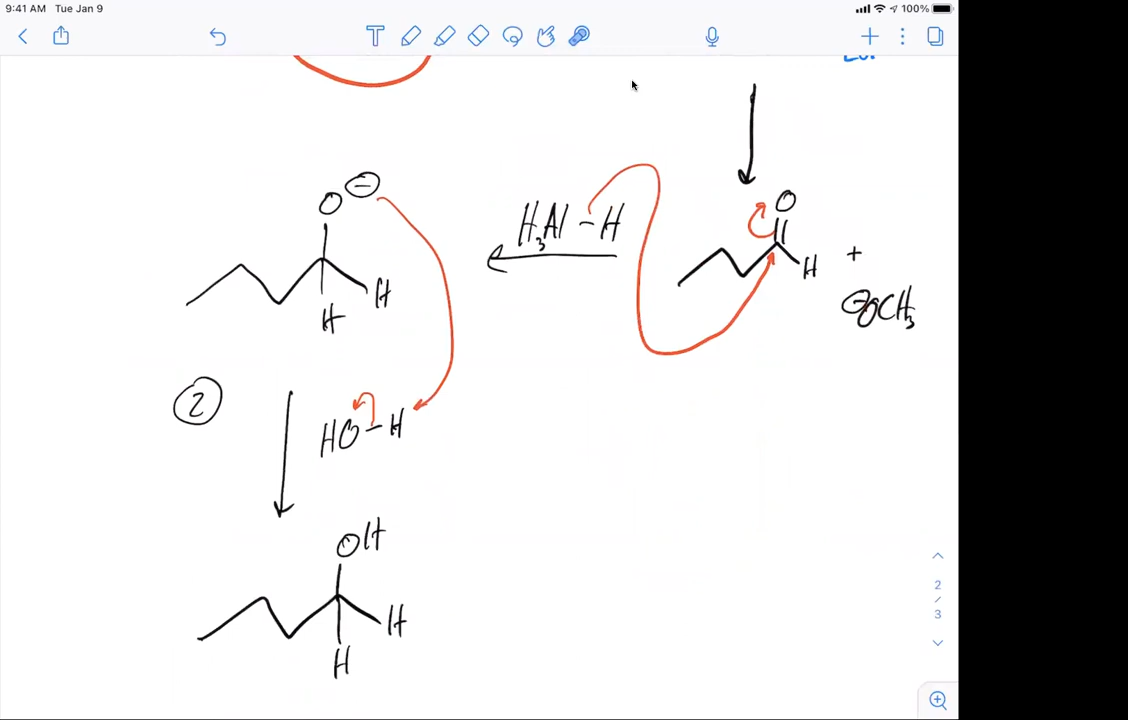 9:41 AM Tue Jan 9
100%
T
O ⊖
H₃Al – H
O
H
+
⊖OCH₃
H
H
2
HO – H
OH
H
H
2
/
3